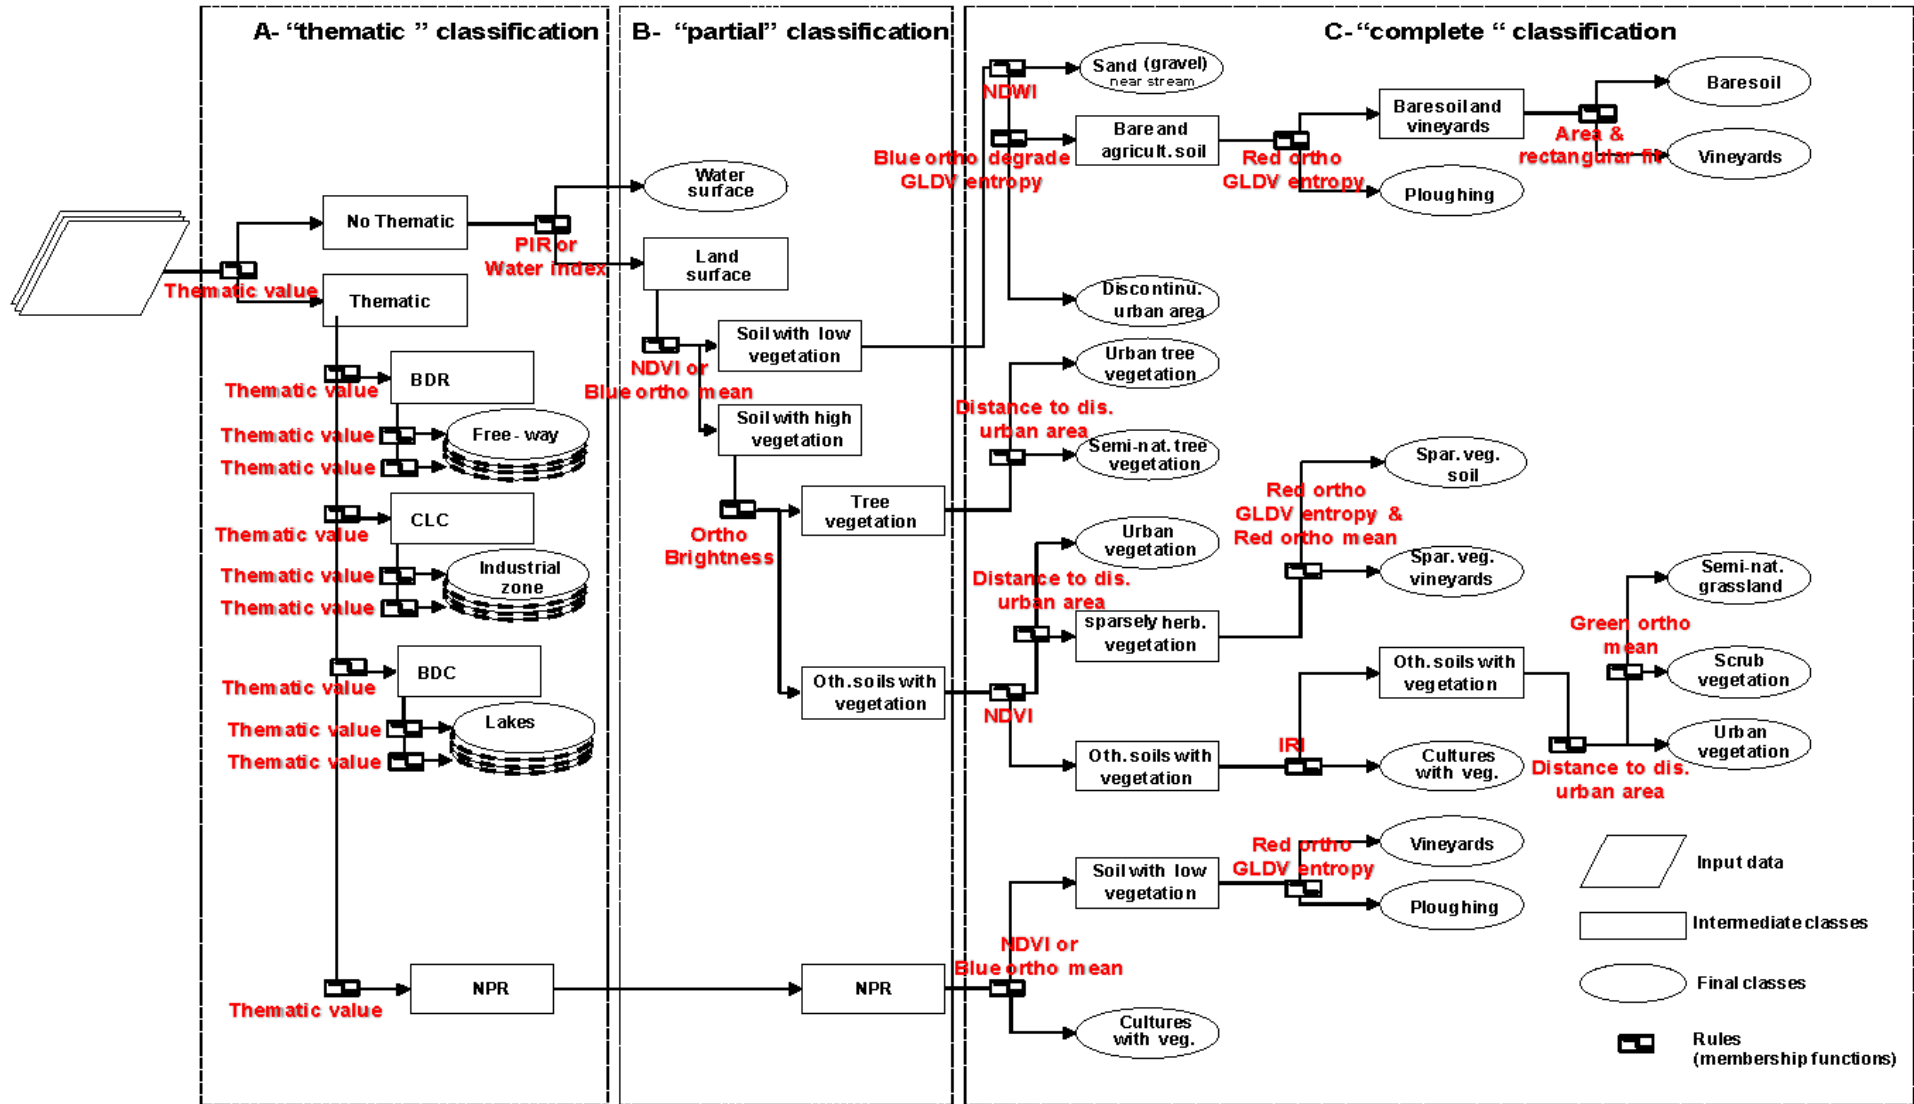 A- “thematic ” classification
B- “partial” classification
C- “complete “ classification
Thematic value
No Thematic
Thematic
PIR or
Water index
Thematic value
BDR
Thematic value
Free - way
Thematic value
Thematic value
CLC
Thematic value
Industrial
zone
Thematic value
Thematic value
BDC
Thematic value
Lakes
Thematic value
Thematic value
NPR
Water
surface
Land
surface
NDVI or
Blue ortho mean
Soil with low
vegetation
Soil with high
vegetation
Ortho
Brightness
Tree
vegetation
Oth. soils with
vegetation
NPR
NDWI
Sand (gravel)
near stream
Blue ortho degrade
GLDV entropy
Bare and
agricult. soil
Red ortho
GLDV entropy
Baresoil and
vineyards
Area &
rectangular fit
Baresoil
Vineyards
Ploughing
Discontinu.
urban area
Distance to dis.
urban area
Urban tree
vegetation
Semi-nat. tree
vegetation
NDVI
Distance to dis.
urban area
Urban
vegetation
sparsely herb.
vegetation
Red ortho
GLDV entropy &
Red ortho mean
Spar. veg.
soil
Spar. veg.
vineyards
Oth. soils with
vegetation
IRI
Oth. soils with
vegetation
Cultures
with veg.
Distance to dis.
urban area
Green ortho
mean
Semi-nat.
grassland
Scrub
vegetation
Urban
vegetation
NDVI or
Blue ortho mean
Soil with low
vegetation
Red ortho
GLDV entropy
Vineyards
Ploughing
Cultures
with veg.
Input data
Intermediate classes
Final classes
Rules
(membership functions)